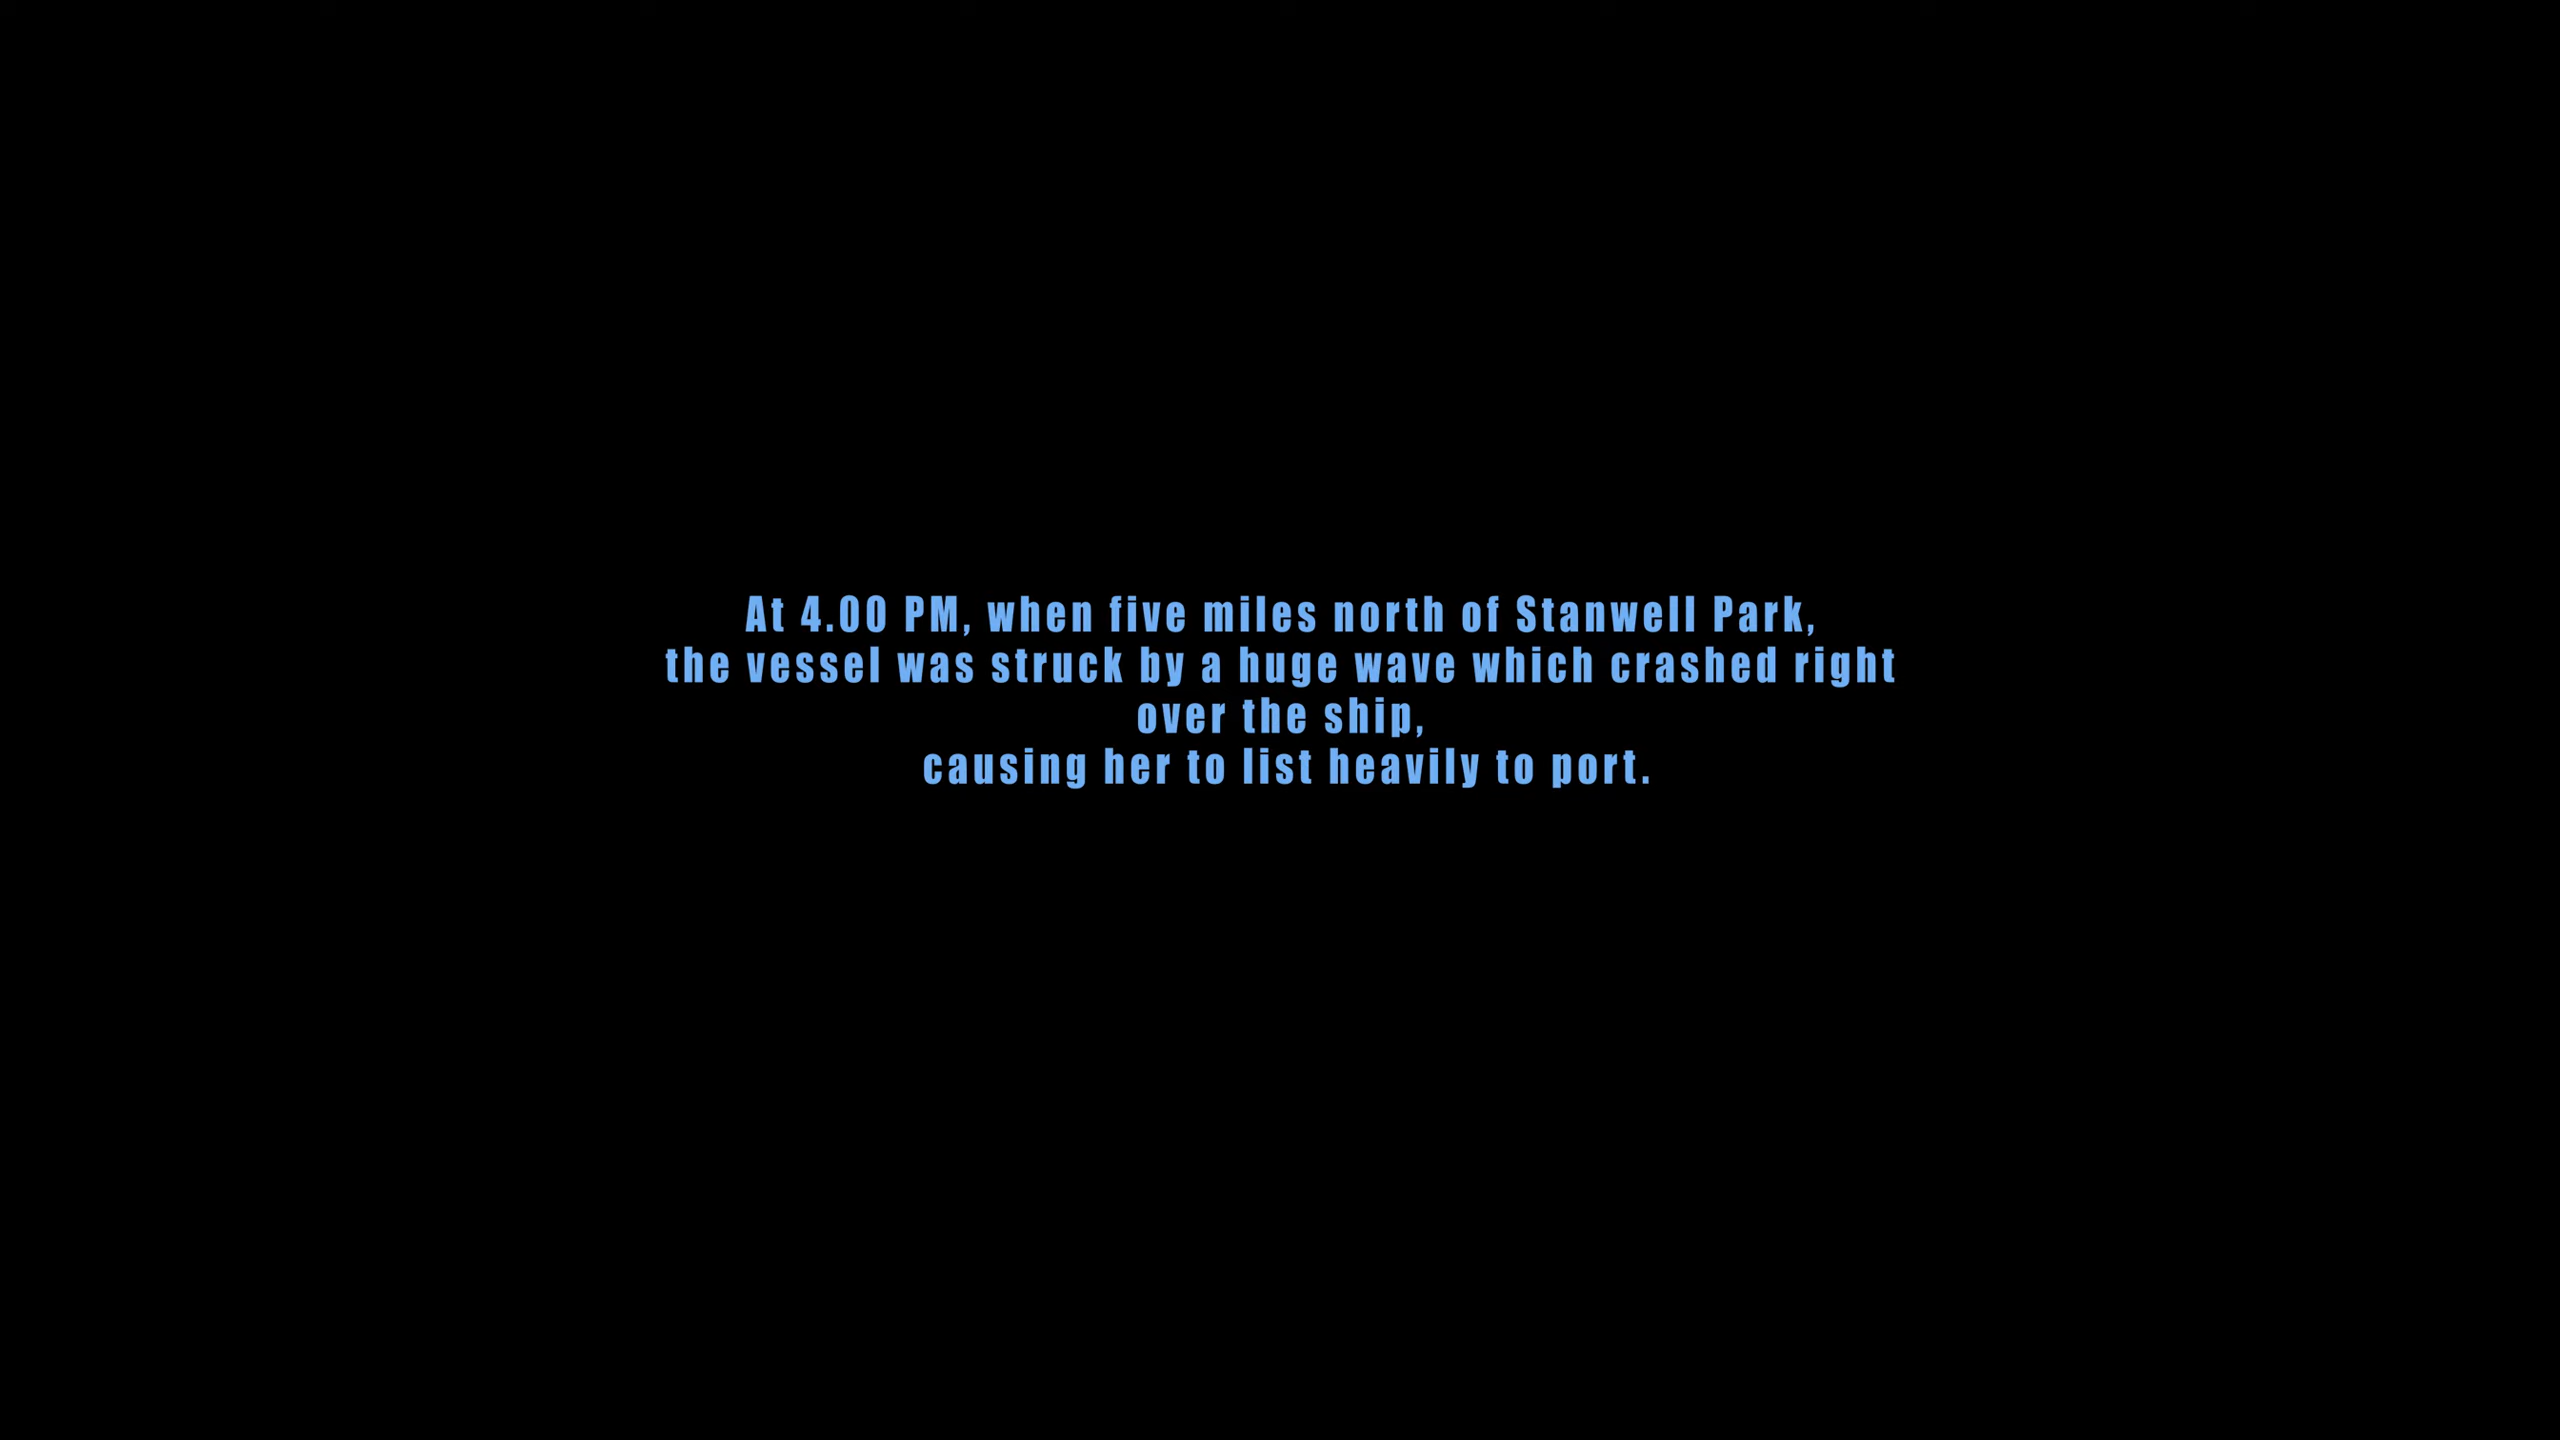 At 4.00 PM, when five miles north of Stanwell Park,
the vessel was struck by a huge wave which crashed right
over the ship,
causing her to list heavily to port.